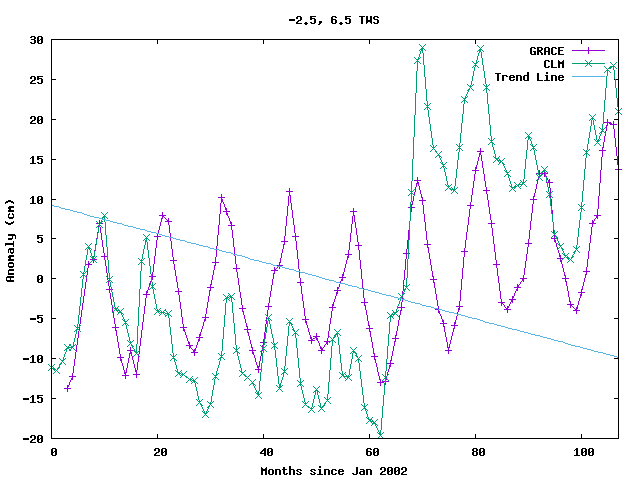 -2.5, 6.5 TWS
30
25
20
15
10
5
0
-5
-10
-15
-20
Anomaly (cm)
GRACE
CLM
Trend Line
0 20 40 60 80 100
Months since Jan 2002